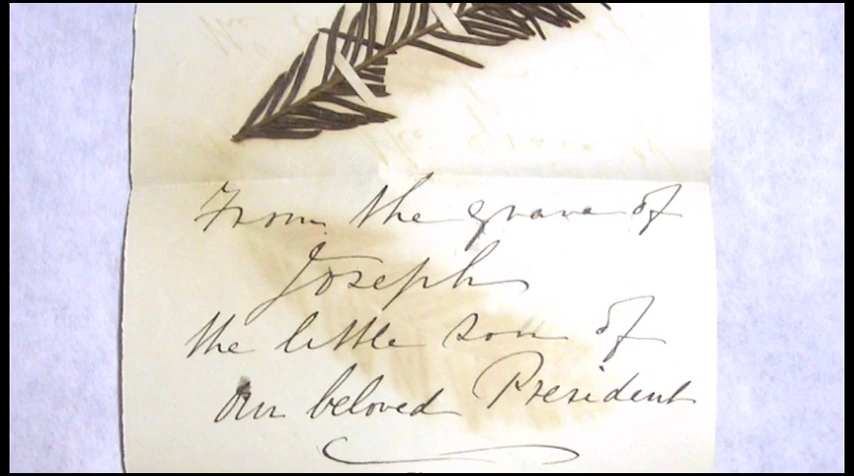 From the grave of
Joseph
the little son of
our beloved President